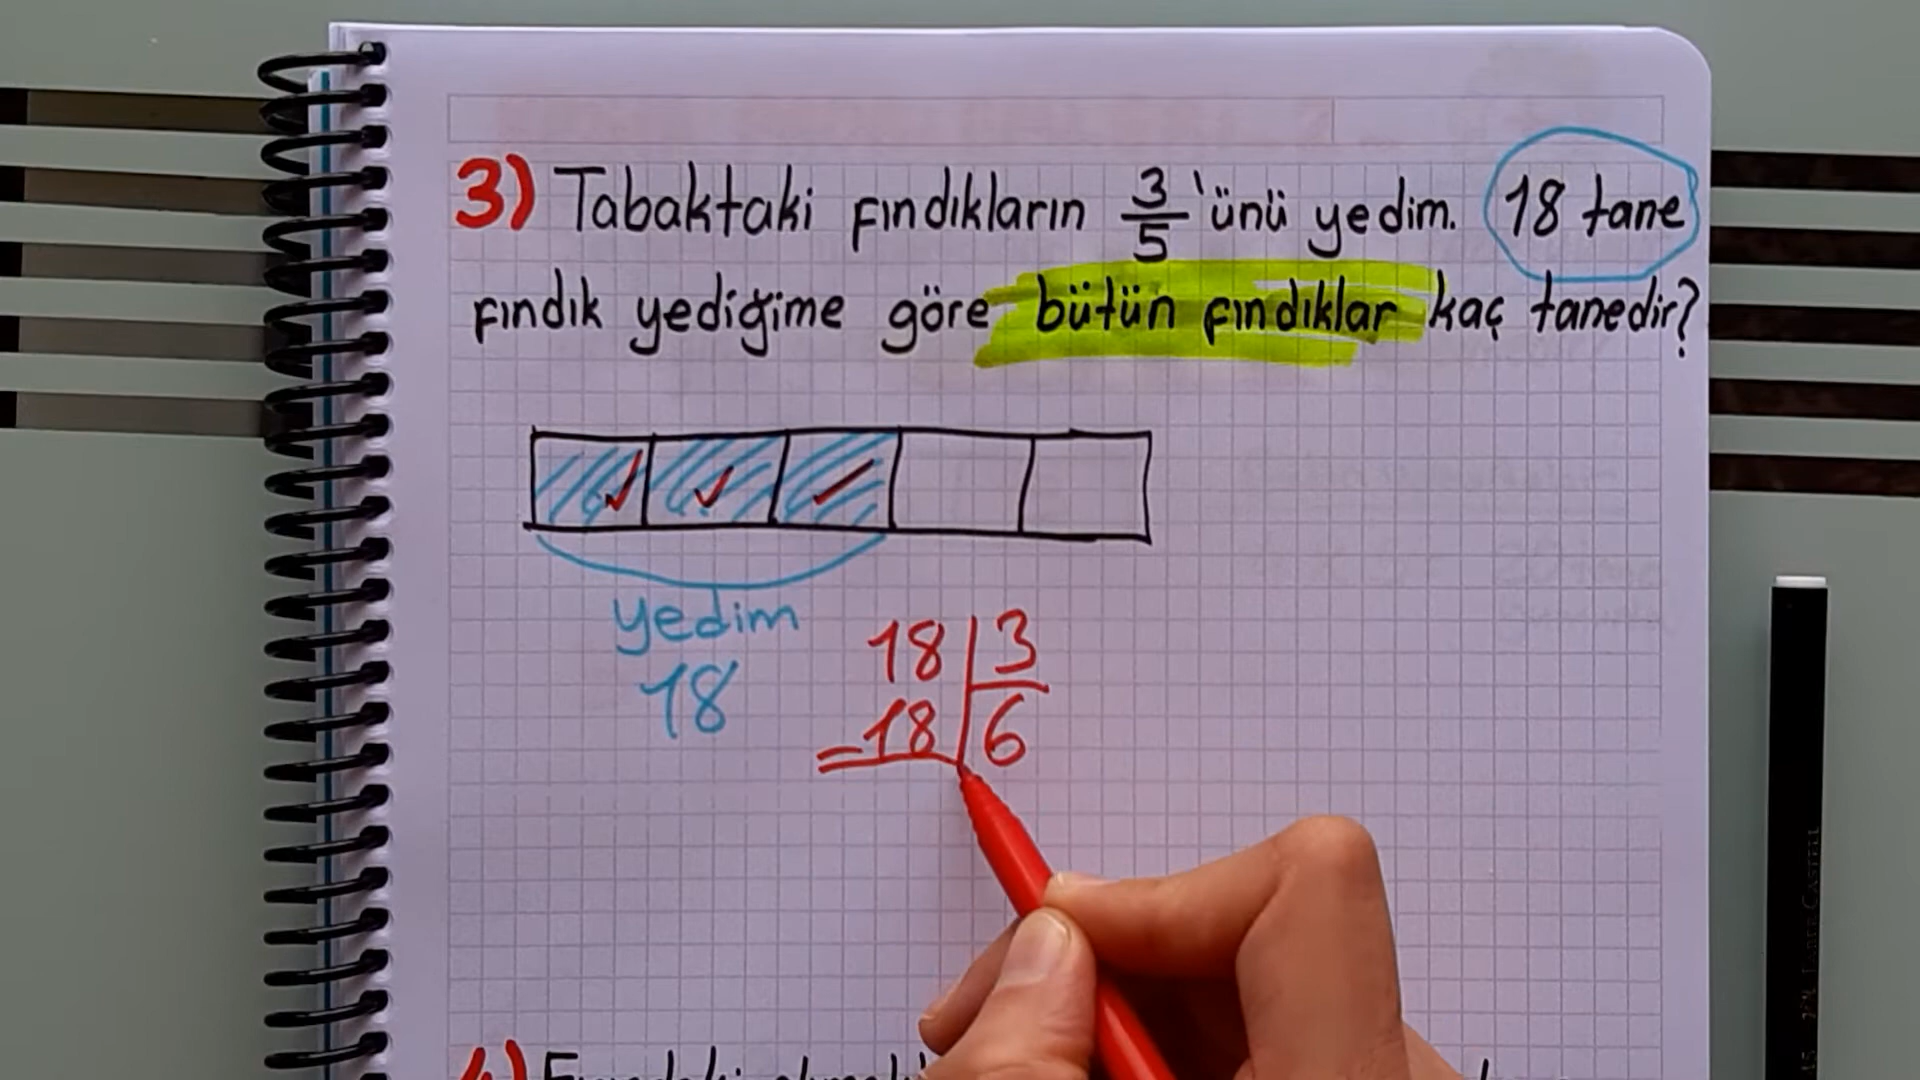 3) Tabaktaki fındıkların 3/5'ünü yedim. 18 tane
fındık yediğime göre bütün fındıklar kaç tanedir?
yedim
18
18 | 3
-18 | 6
4)